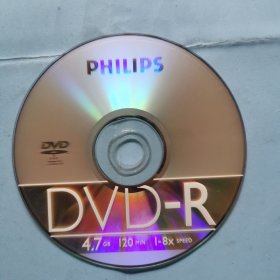 PHILIPS
DVD
DVD-R
4.7 GB 120 MIN 1-8x SPEED